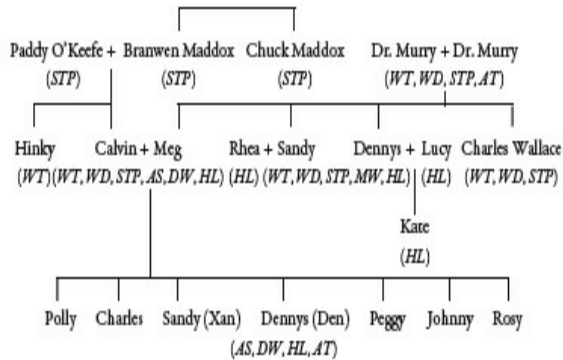 Paddy O'Keefe + Branwen Maddox Chuck Maddox Dr. Murry + Dr. Murry
(STP) (STP) (STP) (WT, WD, STP, AT)
Hinky Calvin + Meg Rhea + Sandy Dennys + Lucy Charles Wallace
(WT) (WT, WD, STP, AS, DW, HL) (HL) (WT, WD, STP, MW, HL) (HL) (WT, WD, STP)
Kate
(HL)
Polly Charles Sandy (Xan) Dennys (Den) Peggy Johnny Rosy
(AS, DW, HL, AT)